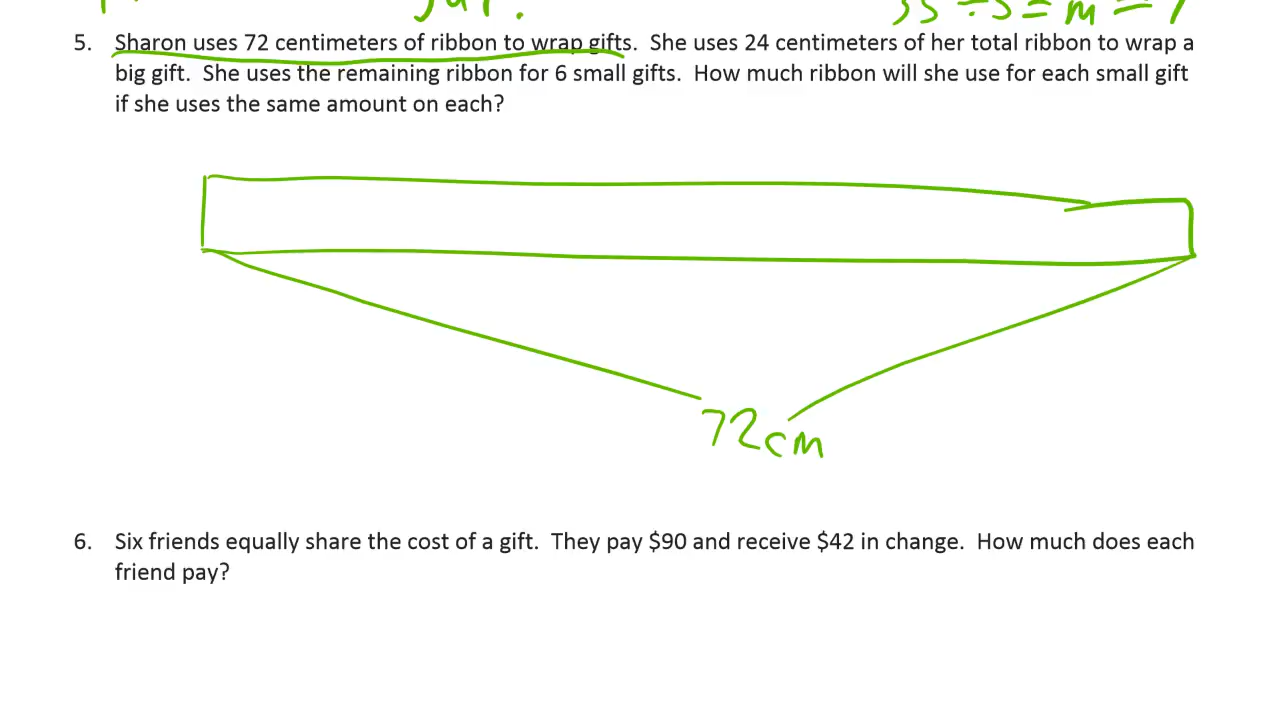 35 ÷ 5 = m = 7
5. Sharon uses 72 centimeters of ribbon to wrap gifts. She uses 24 centimeters of her total ribbon to wrap a
big gift. She uses the remaining ribbon for 6 small gifts. How much ribbon will she use for each small gift
if she uses the same amount on each?
72cm
6. Six friends equally share the cost of a gift. They pay $90 and receive $42 in change. How much does each
friend pay?